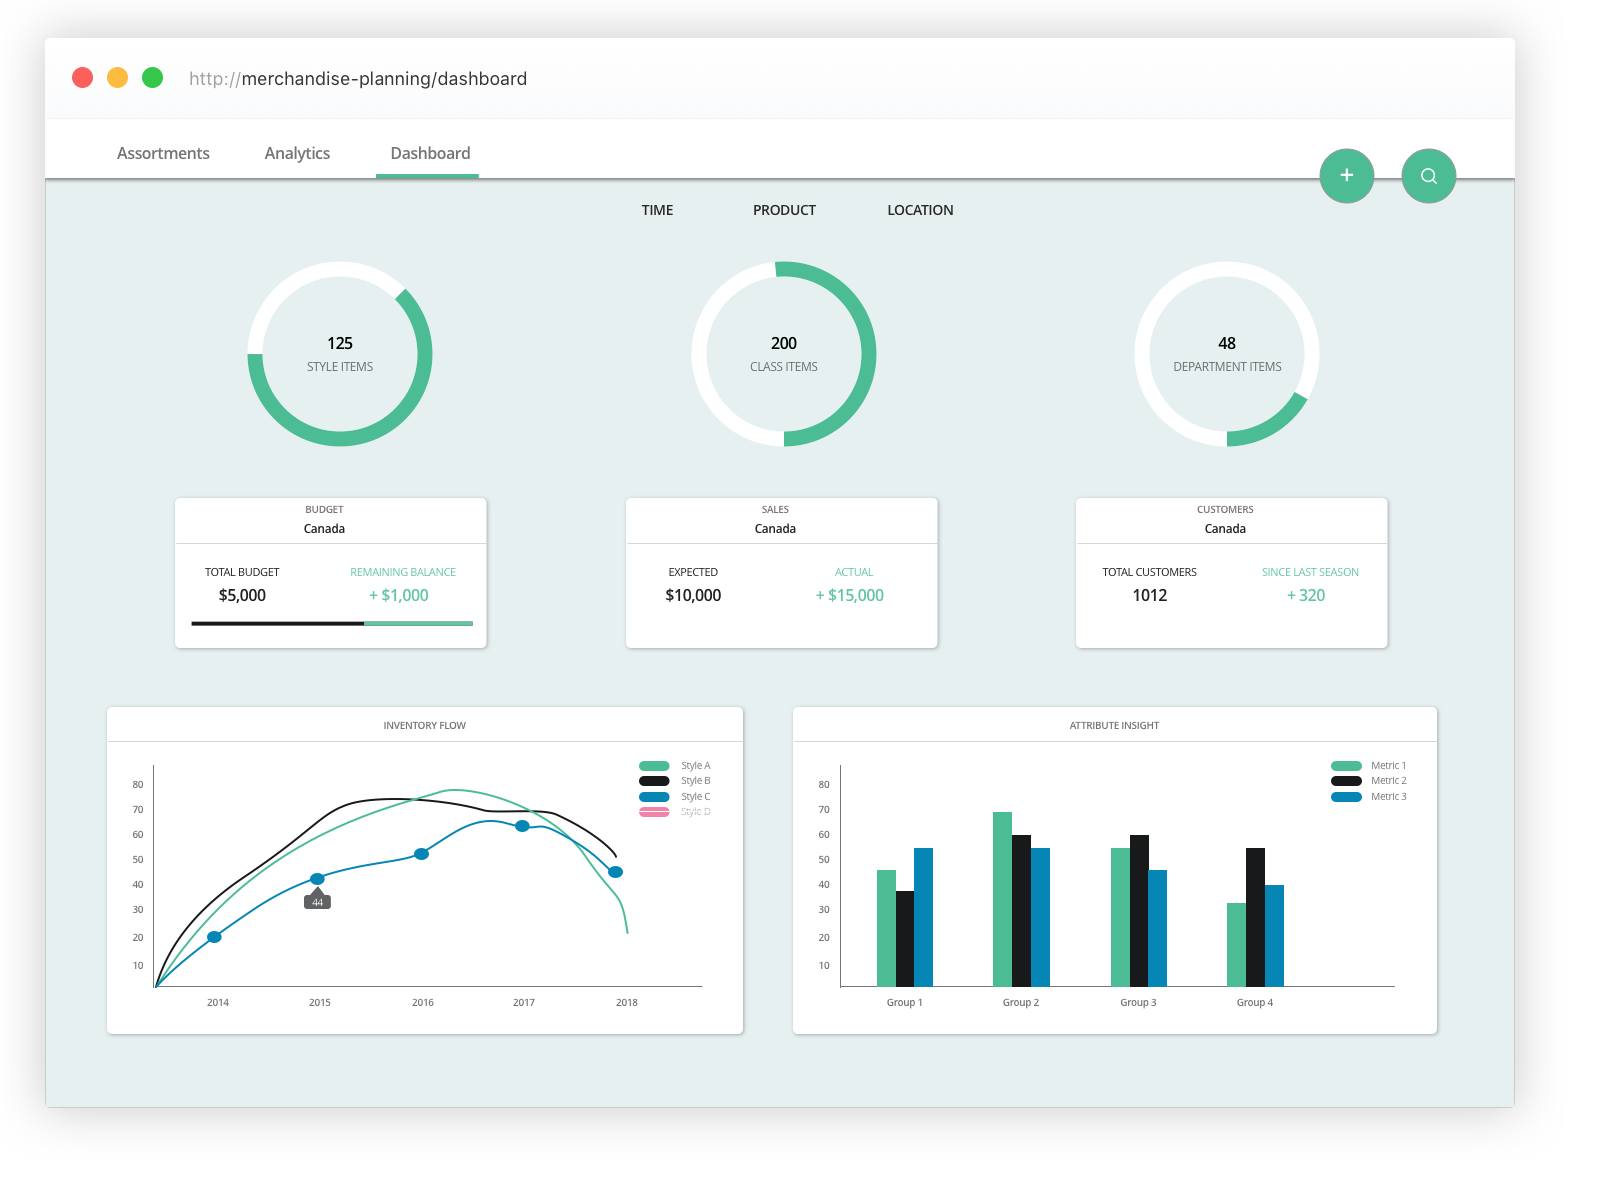 http://merchandise-planning/dashboard
Assortments Analytics Dashboard
+
TIME PRODUCT LOCATION
125
STYLE ITEMS
200
CLASS ITEMS
48
DEPARTMENT ITEMS
BUDGET
Canada
TOTAL BUDGET REMAINING BALANCE
$5,000 + $1,000
SALES
Canada
EXPECTED ACTUAL
$10,000 + $15,000
CUSTOMERS
Canada
TOTAL CUSTOMERS SINCE LAST SEASON
1012 + 320
INVENTORY FLOW
Style A
Style B
Style C
Style D
80
70
60
50
40
30
20
10
44
2014 2015 2016 2017 2018
ATTRIBUTE INSIGHT
Metric 1
Metric 2
Metric 3
80
70
60
50
40
30
20
10
Group 1 Group 2 Group 3 Group 4